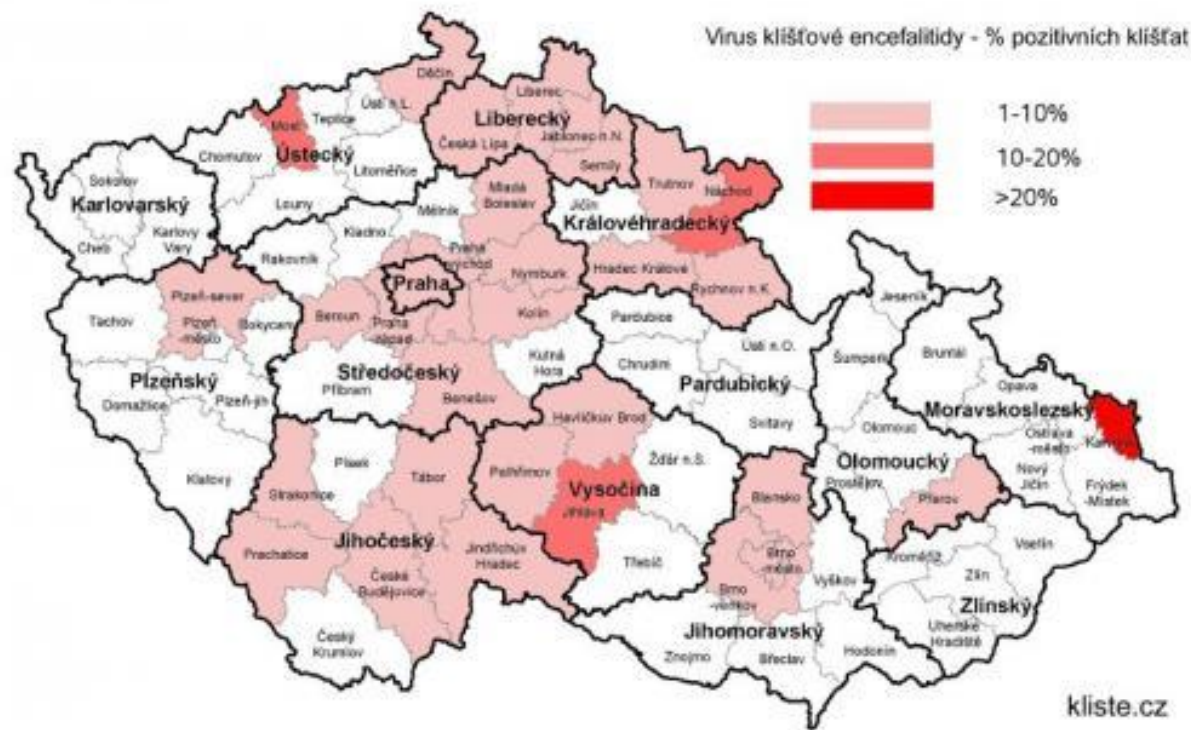 Virus klíšťové encefalitidy - % pozitivních klíšťat
1-10%
10-20%
>20%
Děčín
Liberec
Ústí n.L.
Teplice
Most
Liberecký
Jablonec n.N.
Česká Lípa
Chomutov
Ústecký
Litoměřice
Semily
Trutnov
Náchod
Sokolov
Karlovarský
Louny
Mladá
Boleslav
Mělník
Jičín
Královéhradecký
Karlovy
Vary
Cheb
Kladno
Rakovník
Praha
východ
Nymburk
Hradec Králové
Rychnov n.K.
Praha
Plzeň-sever
Beroun
Praha
-západ
Kolín
Jeseník
Tachov
Plzeň
-město
Pardubice
Ústí n.O.
Bruntál
Šumperk
Středočeský
Kutná
Hora
Chrudim
Pardubický
Opava
Plzeňský
Příbram
Benešov
Plzeň-jih
Domažlice
Havlíčkův Brod
Svitavy
Moravskoslezský
Olomouc
Ostrava
-město
Písek
Tábor
Pelhřimov
Žďár n.S.
Olomoucký
Klatovy
Strakonice
Vysočina
Jihlava
Blansko
Prostějov
Přerov
Nový
Jičín
Frýdek
-Místek
Prachatice
Jihočeský
Jindřichův
Hradec
Třebíč
Brno
-město
Vyškov
Kroměříž
Vsetín
České
Budějovice
Brno
-venkov
Zlín
Zlínský
Český
Krumlov
Jihomoravský
Uherské
Hradiště
Znojmo
Břeclav
Hodonín
kliste.cz